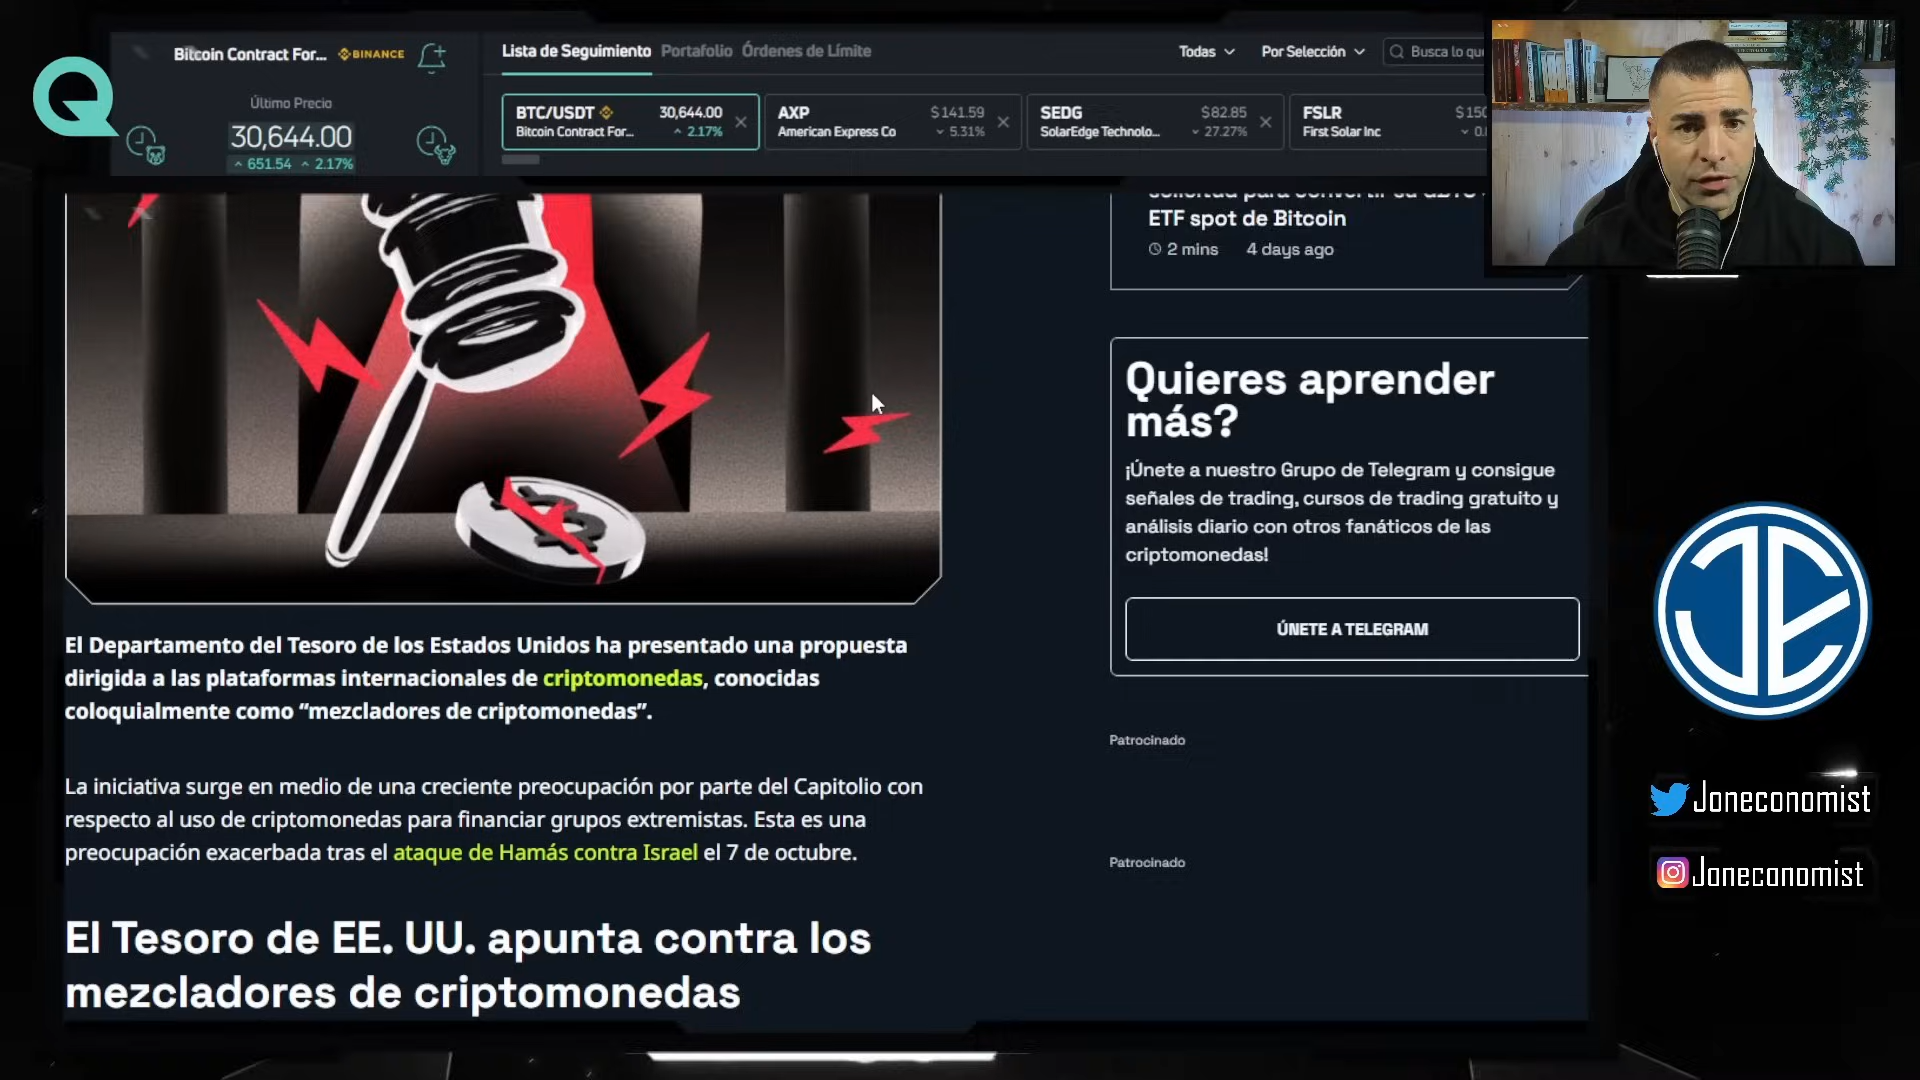 Bitcoin Contract For... BINANCE
Último Precio
30,644.00
651.54 2.17%
Lista de Seguimiento Portafolio Órdenes de Límite
Todas Por Selección Busca lo que
BTC/USDT 30,644.00
Bitcoin Contract For... 2.17%
AXP $141.59
American Express Co 5.31%
SEDG $82.85
SolarEdge Technolo... 27.27%
FSLR
First Solar Inc
ETF spot de Bitcoin
2 mins 4 days ago
Quieres aprender
más?
¡Únete a nuestro Grupo de Telegram y consigue
señales de trading, cursos de trading gratuito y
análisis diario con otros fanáticos de las
criptomonedas!
ÚNETE A TELEGRAM
Patrocinado
Patrocinado
El Departamento del Tesoro de los Estados Unidos ha presentado una propuesta
dirigida a las plataformas internacionales de criptomonedas, conocidas
coloquialmente como “mezcladores de criptomonedas”.
La iniciativa surge en medio de una creciente preocupación por parte del Capitolio con
respecto al uso de criptomonedas para financiar grupos extremistas. Esta es una
preocupación exacerbada tras el ataque de Hamás contra Israel el 7 de octubre.
El Tesoro de EE. UU. apunta contra los
mezcladores de criptomonedas
JE
Joneconomist
Joneconomist